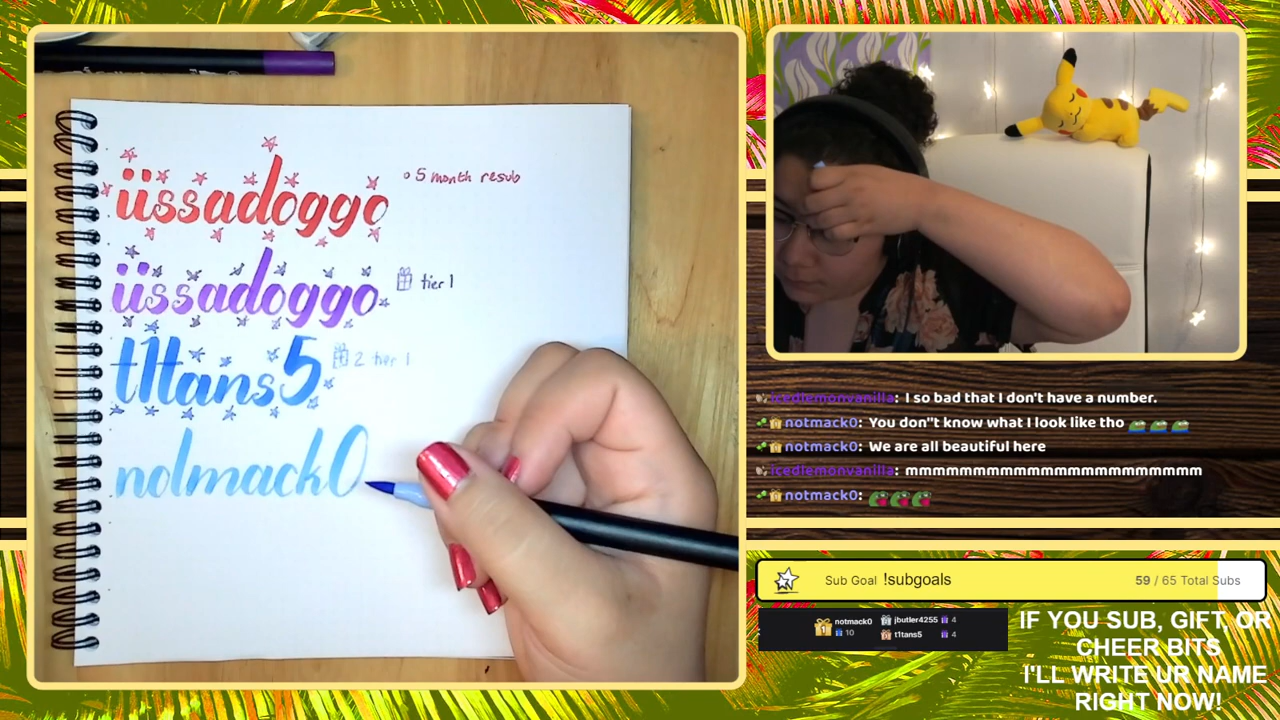 üssadoggo
5 month resub
üssadoggo
tier 1
t1tans5
2 tier 1
notmack0
icedlemonvanilla: I so bad that I don't have a number.
notmack0: You don"t know what I look like tho
notmack0: We are all beautiful here
icedlemonvanilla: mmmmmmmmmmmmmmmmmmmmmm
notmack0:
Sub Goal !subgoals 59 / 65 Total Subs
notmack0 10
jbutler4255 4
t1tans5 4
IF YOU SUB, GIFT, OR
CHEER BITS
I'LL WRITE UR NAME
RIGHT NOW!